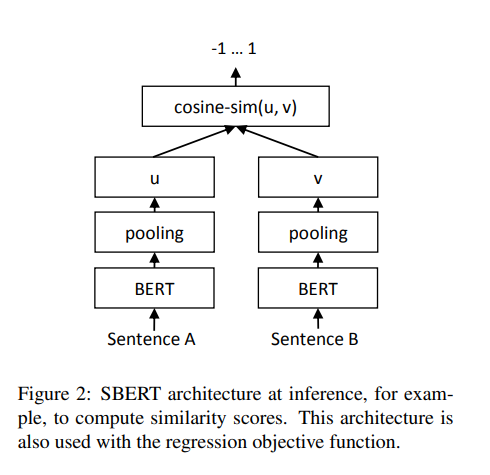 -1 ... 1
cosine-sim(u, v)
u
v
pooling
pooling
BERT
BERT
Sentence A
Sentence B
Figure 2: SBERT architecture at inference, for exam-
ple, to compute similarity scores. This architecture is
also used with the regression objective function.